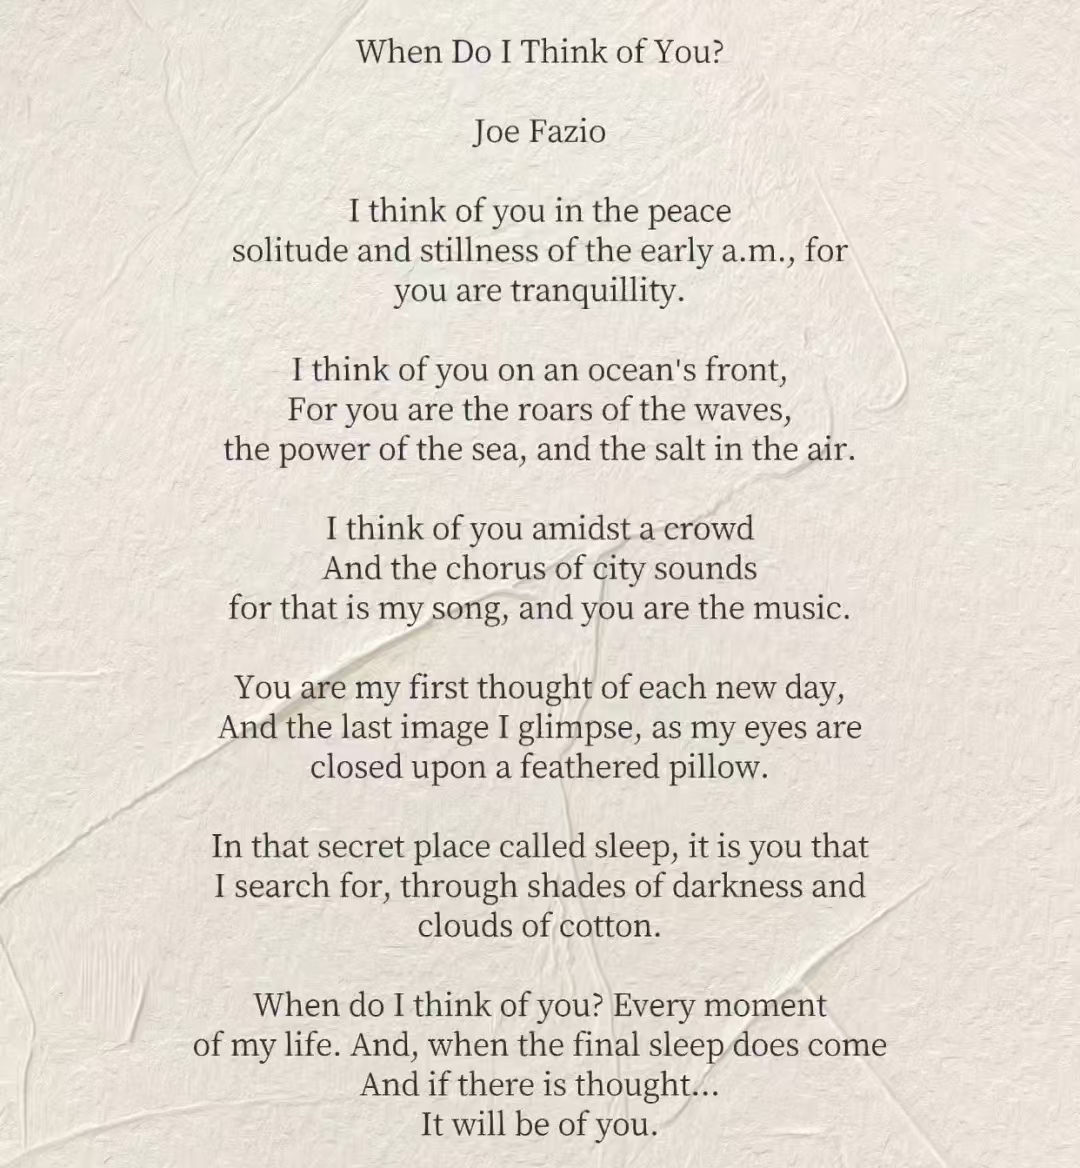 When Do I Think of You?
Joe Fazio
I think of you in the peace
solitude and stillness of the early a.m., for
you are tranquillity.
I think of you on an ocean's front,
For you are the roars of the waves,
the power of the sea, and the salt in the air.
I think of you amidst a crowd
And the chorus of city sounds
for that is my song, and you are the music.
You are my first thought of each new day,
And the last image I glimpse, as my eyes are
closed upon a feathered pillow.
In that secret place called sleep, it is you that
I search for, through shades of darkness and
clouds of cotton.
When do I think of you? Every moment
of my life. And, when the final sleep does come
And if there is thought...
It will be of you.